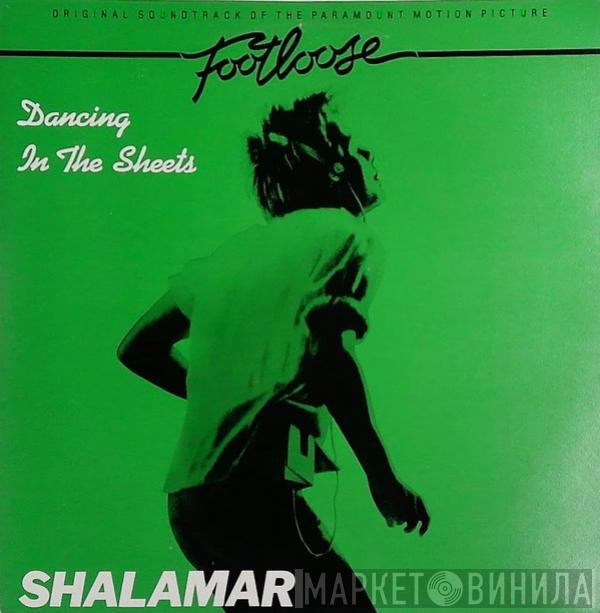 ORIGINAL SOUNDTRACK OF THE PARAMOUNT MOTION PICTURE
Footloose
Dancing
In The Sheets
SHALAMAR
МАРКЕТ ВИНИЛА